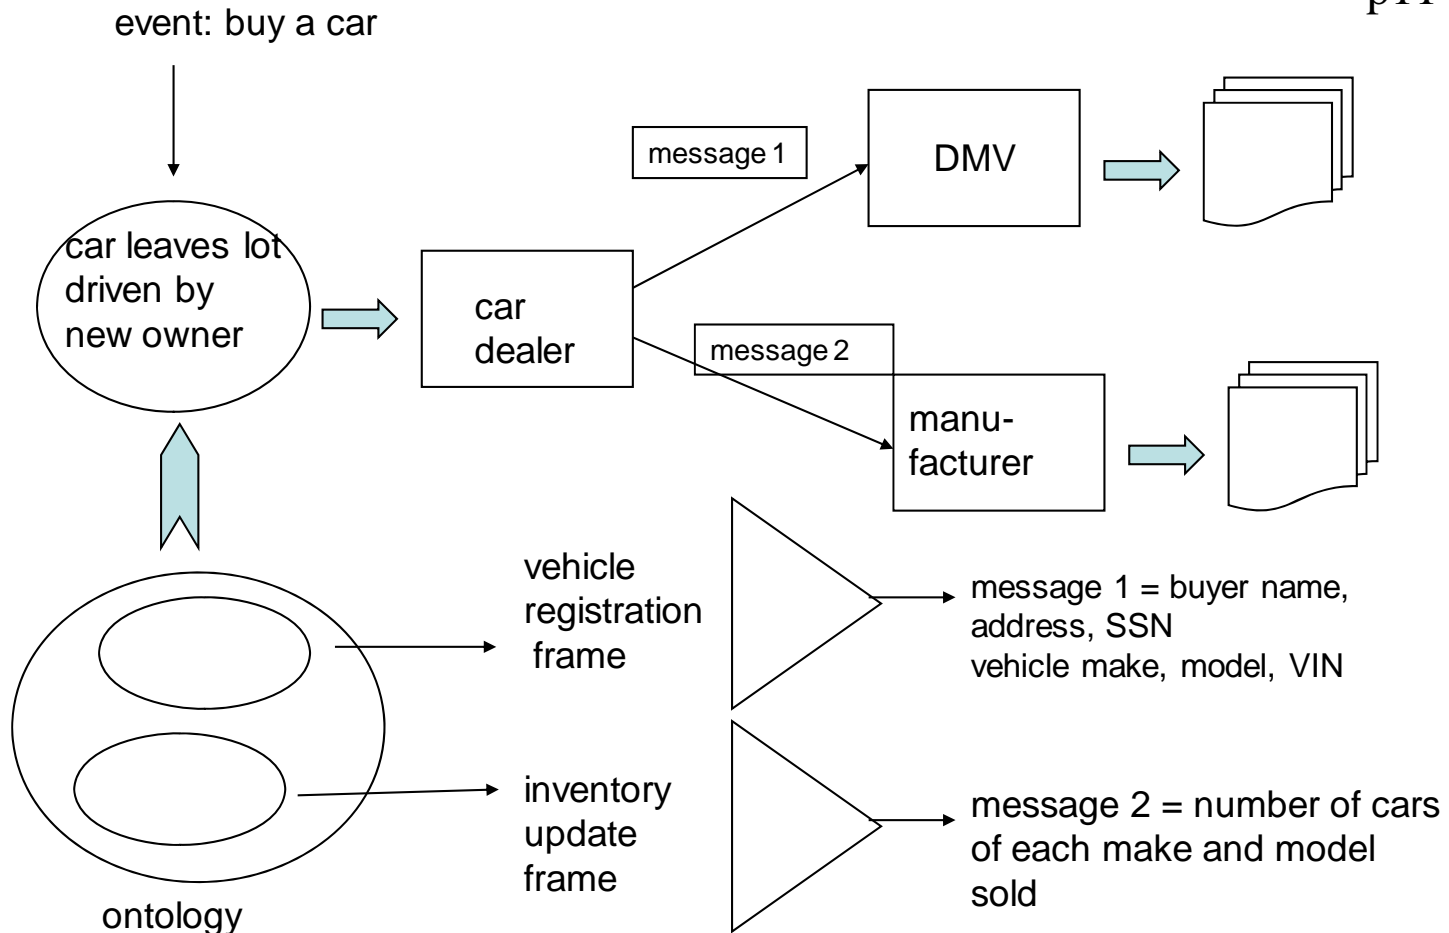 event: buy a car
message 1
DMV
car leaves lot
driven by
new owner
car
dealer
message 2
manu-
facturer
vehicle
registration
frame
message 1 = buyer name,
address, SSN
vehicle make, model, VIN
inventory
update
frame
message 2 = number of cars
of each make and model
sold
ontology